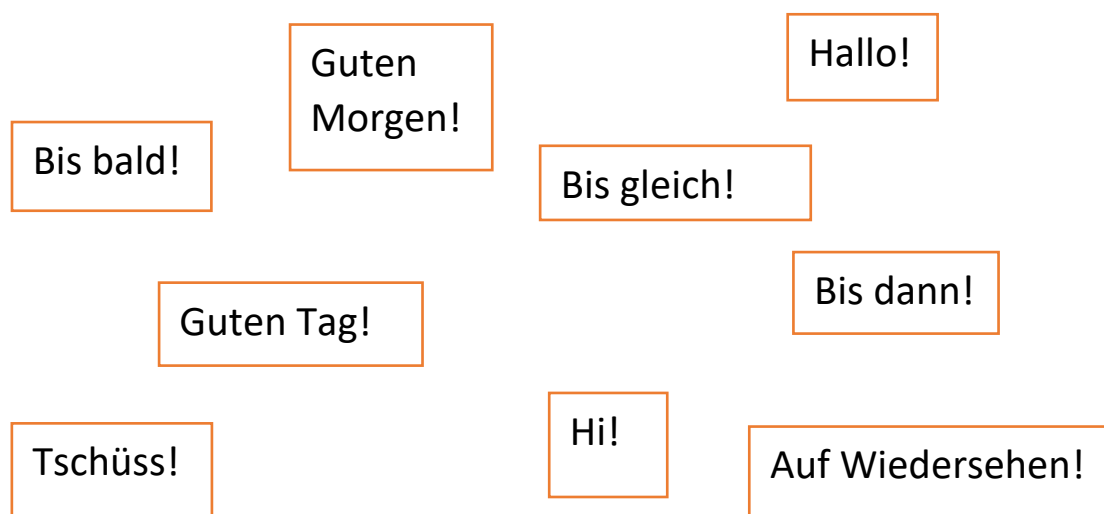 Hallo!
Guten
Morgen!
Bis bald!
Bis gleich!
Bis dann!
Guten Tag!
Hi!
Tschüss!
Auf Wiedersehen!